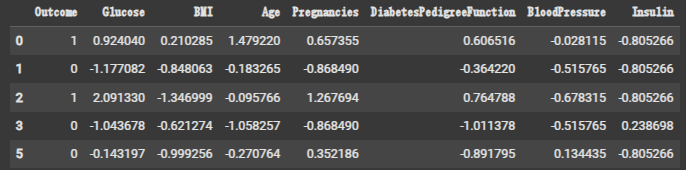 Outcome Glucose BMI Age Pregnancies DiabetesPedigreeFunction BloodPressure Insulin
0 1 0.924040 0.210285 1.479220 0.657355 0.606516 -0.028115 -0.805266
1 0 -1.177082 -0.848063 -0.183265 -0.868490 -0.364220 -0.515765 -0.805266
2 1 2.091330 -1.346999 -0.095766 1.267694 0.764788 -0.678315 -0.805266
3 0 -1.043678 -0.621274 -1.058257 -0.868490 -1.011378 -0.515765 0.238698
5 0 -0.143197 -0.999256 -0.270764 0.352186 -0.891795 0.134435 -0.805266